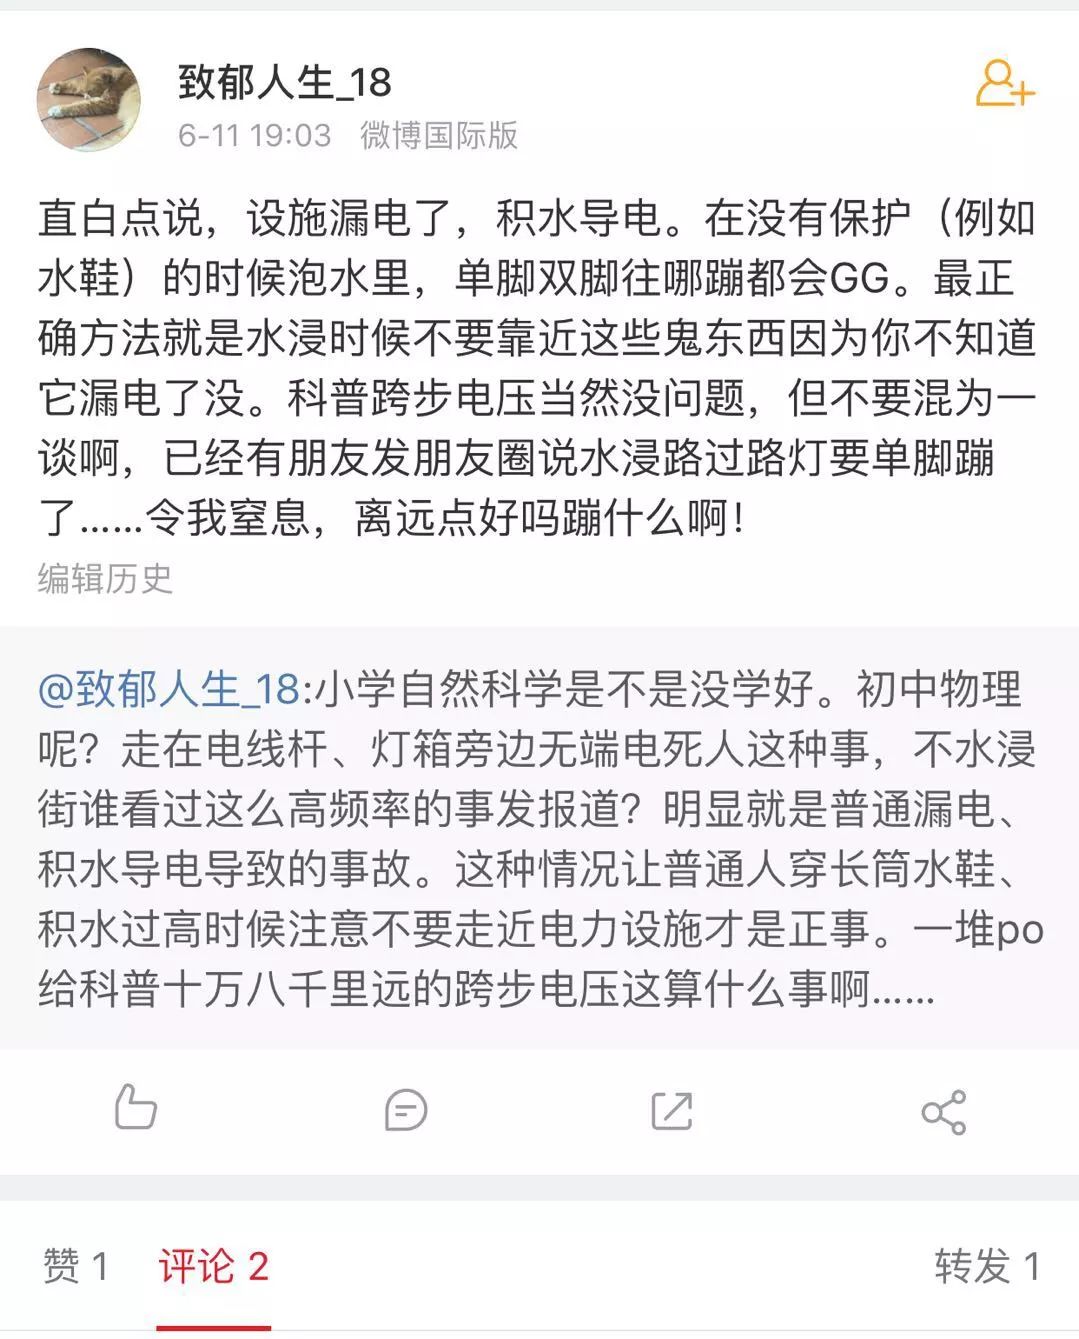 致郁人生_18
6-11 19:03 微博国际版
直白点说，设施漏电了，积水导电。在没有保护（例如
水鞋）的时候泡水里，单脚双脚往哪蹦都会GG。最正
确方法就是水浸时候不要靠近这些鬼东西因为你不知道
它漏电了没。科普跨步电压当然没问题，但不要混为一
谈啊，已经有朋友发朋友圈说水浸路过路灯要单脚蹦
了……令我窒息，离远点好吗蹦什么啊！
编辑历史
@致郁人生_18:小学自然科学是不是没学好。初中物理
呢？走在电线杆、灯箱旁边无端电死人这种事，不水浸
街谁看过这么高频率的事发报道？明显就是普通漏电、
积水导电导致的事故。这种情况让普通人穿长筒水鞋、
积水过高时候注意不要走近电力设施才是正事。一堆po
给科普十万八千里远的跨步电压这算什么事啊……
赞 1 评论 2 转发 1